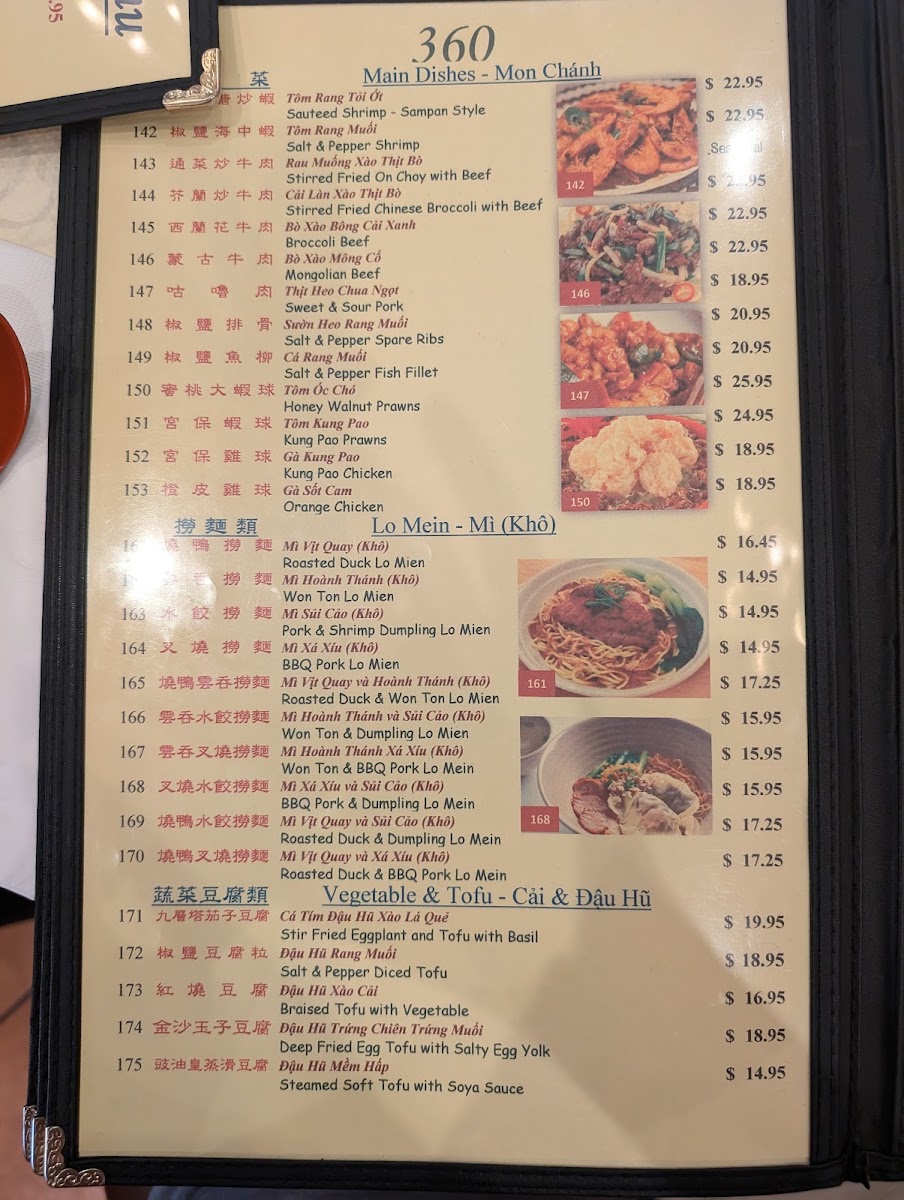 .95
360
菜
Main Dishes - Mon Chánh
炒 蝦 Tôm Rang Tỏi Ớt $ 22.95
Sauteed Shrimp - Sampan Style
142 椒 鹽 海 中 蝦 Tôm Rang Muối $ 22.95
Salt & Pepper Shrimp
143 通 菜 炒 牛 肉 Rau Muống Xào Thịt Bò
Stirred Fried On Choy with Beef
144 芥 蘭 炒 牛 肉 Cải Làn Xào Thịt Bò
Stirred Fried Chinese Broccoli with Beef
145 西 蘭 花 牛 肉 Bò Xào Bông Cải Xanh $ 22.95
Broccoli Beef
146 蒙 古 牛 肉 Bò Xào Mông Cổ $ 22.95
Mongolian Beef
147 咕 嚕 肉 Thịt Heo Chua Ngọt $ 18.95
Sweet & Sour Pork
148 椒 鹽 排 骨 Sườn Heo Rang Muối $ 20.95
Salt & Pepper Spare Ribs
149 椒 鹽 魚 柳 Cá Rang Muối $ 20.95
Salt & Pepper Fish Fillet
150 蜜 桃 大 蝦 球 Tôm Óc Chó $ 25.95
Honey Walnut Prawns
151 宮 保 蝦 球 Tôm Kung Pao $ 24.95
Kung Pao Prawns
152 宮 保 雞 球 Gà Kung Pao $ 18.95
Kung Pao Chicken
153 橙 皮 雞 球 Gà Sốt Cam $ 18.95
Orange Chicken
142
146
147
150
撈 麵 類 Lo Mein - Mì (Khô)
燒 鴨 撈 麵 Mì Vịt Quay (Khô) $ 16.45
Roasted Duck Lo Mien
吞 撈 麵 Mì Hoành Thánh (Khô) $ 14.95
Won Ton Lo Mien
163 水 餃 撈 麵 Mì Sủi Cảo (Khô) $ 14.95
Pork & Shrimp Dumpling Lo Mien
164 叉 燒 撈 麵 Mì Xá Xíu (Khô) $ 14.95
BBQ Pork Lo Mien
165 燒鴨雲吞撈麵 Mì Vịt Quay và Hoành Thánh (Khô) $ 17.25
Roasted Duck & Won Ton Lo Mien
166 雲吞水餃撈麵 Mì Hoành Thánh và Sủi Cảo (Khô) $ 15.95
Won Ton & Dumpling Lo Mien
167 雲吞叉燒撈麵 Mì Hoành Thánh Xá Xíu (Khô) $ 15.95
Won Ton & BBQ Pork Lo Mein
168 叉燒水餃撈麵 Mì Xá Xíu và Sủi Cảo (Khô) $ 15.95
BBQ Pork & Dumpling Lo Mein
169 燒鴨水餃撈麵 Mì Vịt Quay và Sủi Cảo (Khô) $ 17.25
Roasted Duck & Dumpling Lo Mein
170 燒鴨叉燒撈麵 Mì Vịt Quay và Xá Xíu (Khô) $ 17.25
Roasted Duck & BBQ Pork Lo Mein
161
168
蔬菜豆腐類 Vegetable & Tofu - Cải & Đậu Hũ
171 九層塔茄子豆腐 Cá Tím Đậu Hũ Xào Lá Quế $ 19.95
Stir Fried Eggplant and Tofu with Basil
172 椒 鹽 豆 腐 粒 Đậu Hũ Rang Muối $ 18.95
Salt & Pepper Diced Tofu
173 紅 燒 豆 腐 Đậu Hũ Xào Cải $ 16.95
Braised Tofu with Vegetable
174 金沙玉子豆腐 Đậu Hũ Trứng Chiên Trứng Muối $ 18.95
Deep Fried Egg Tofu with Salty Egg Yolk
175 豉油皇蒸滑豆腐 Đậu Hũ Mềm Hấp $ 14.95
Steamed Soft Tofu with Soya Sauce